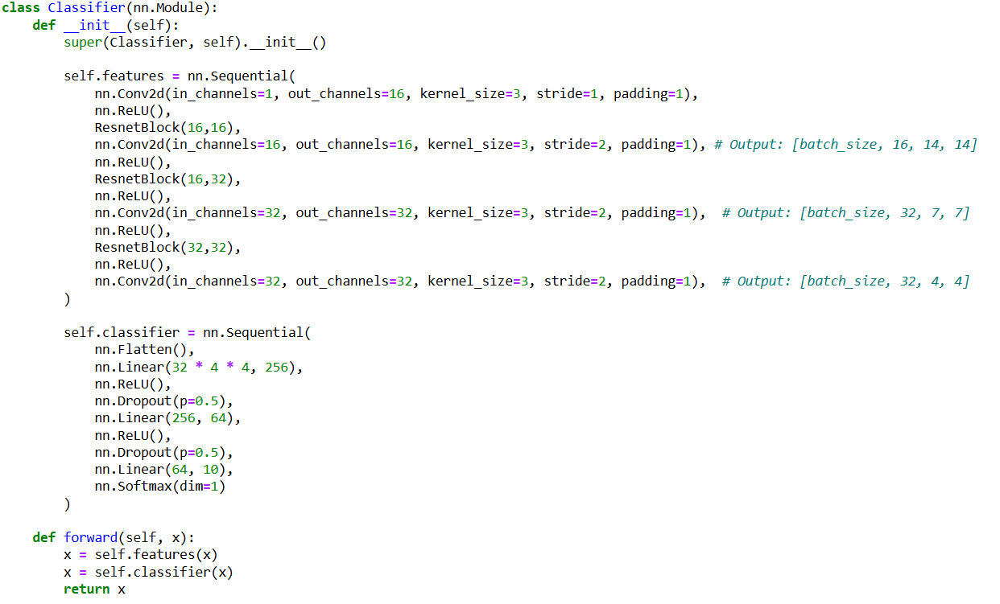 class Classifier(nn.Module):
    def __init__(self):
        super(Classifier, self).__init__()

        self.features = nn.Sequential(
            nn.Conv2d(in_channels=1, out_channels=16, kernel_size=3, stride=1, padding=1),
            nn.ReLU(),
            ResnetBlock(16,16),
            nn.Conv2d(in_channels=16, out_channels=16, kernel_size=3, stride=2, padding=1), # Output: [batch_size, 16, 14, 14]
            nn.ReLU(),
            ResnetBlock(16,32),
            nn.ReLU(),
            nn.Conv2d(in_channels=32, out_channels=32, kernel_size=3, stride=2, padding=1),  # Output: [batch_size, 32, 7, 7]
            nn.ReLU(),
            ResnetBlock(32,32),
            nn.ReLU(),
            nn.Conv2d(in_channels=32, out_channels=32, kernel_size=3, stride=2, padding=1),  # Output: [batch_size, 32, 4, 4]
        )

        self.classifier = nn.Sequential(
            nn.Flatten(),
            nn.Linear(32 * 4 * 4, 256),
            nn.ReLU(),
            nn.Dropout(p=0.5),
            nn.Linear(256, 64),
            nn.ReLU(),
            nn.Dropout(p=0.5),
            nn.Linear(64, 10),
            nn.Softmax(dim=1)
        )

    def forward(self, x):
        x = self.features(x)
        x = self.classifier(x)
        return x